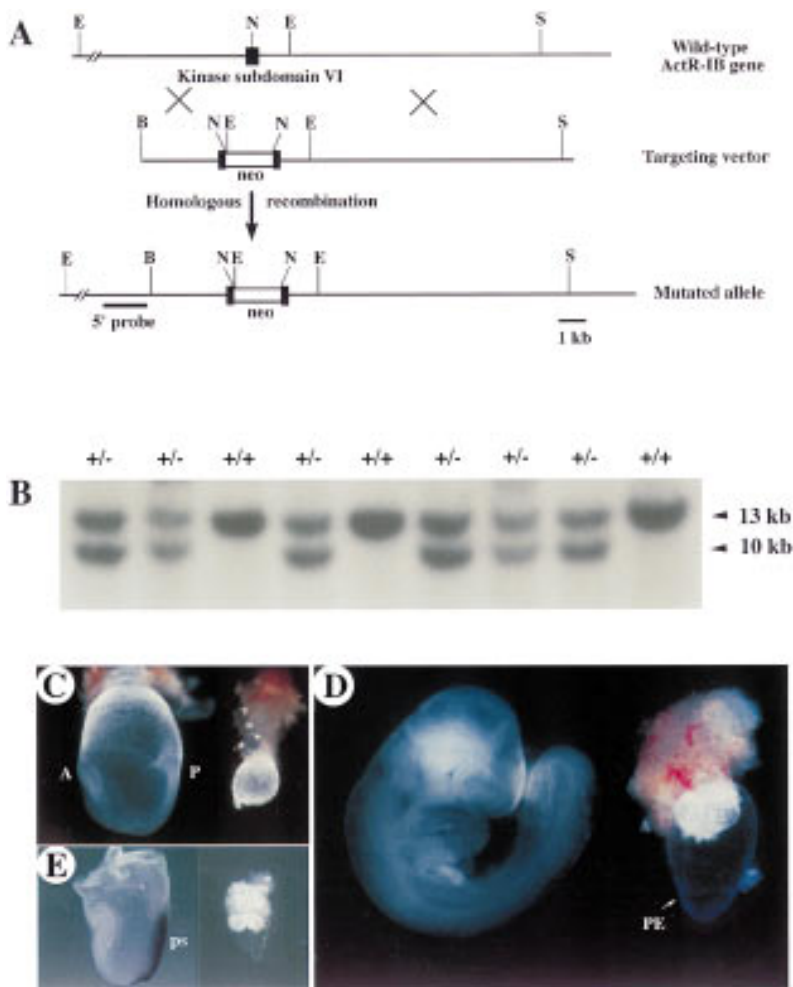 A
E N E S
Wild-type
ActR-IB gene
Kinase subdomain VI
B N E N E S
neo
Targeting vector
Homologous recombination
E B N E N E S
neo
Mutated allele
5' probe
1 kb
B
+/- +/- +/+ +/- +/+ +/- +/- +/- +/+
13 kb
10 kb
C
A P
D
PE
E
ps